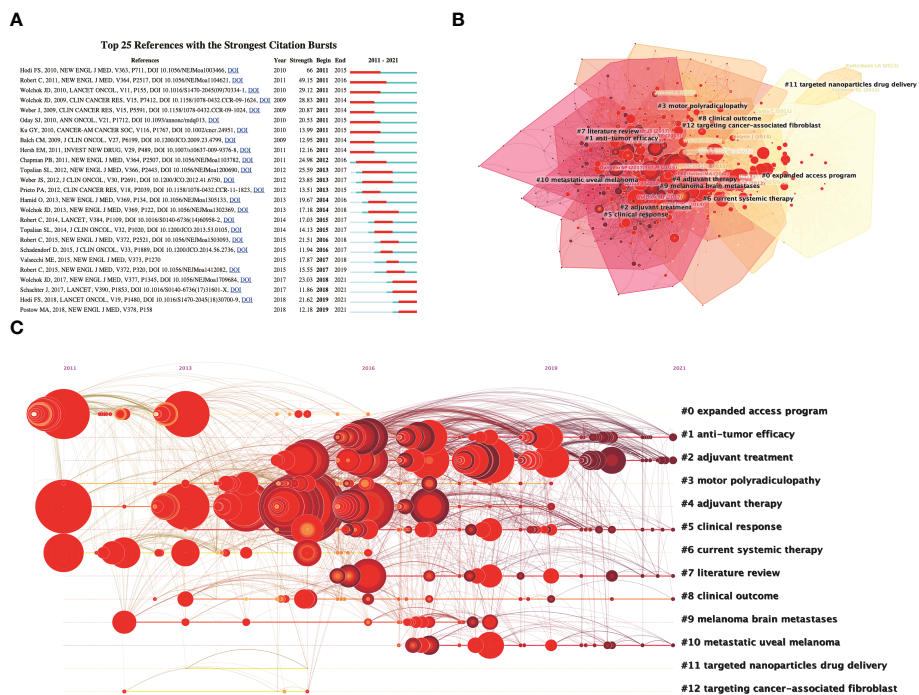 A
Top 25 References with the Strongest Citation Bursts
References Year Strength Begin End 2011 - 2021
Hodi FS, 2010, NEW ENGL J MED, V363, P711, DOI 10.1056/NEJMoa1003466, DOI 2010 66 2011 2015
Robert C, 2011, NEW ENGL J MED, V364, P2517, DOI 10.1056/NEJMoa1104621, DOI 2011 49.15 2011 2016
Wolchok JD, 2010, LANCET ONCOL, V11, P155, DOI 10.1016/S1470-2045(09)70334-1, DOI 2010 29.12 2011 2015
Wolchok JD, 2009, CLIN CANCER RES, V15, P7412, DOI 10.1158/1078-0432.CCR-09-1624, DOI 2009 28.83 2011 2014
Weber J, 2009, CLIN CANCER RES, V15, P5591, DOI 10.1158/1078-0432.CCR-09-1024, DOI 2009 20.87 2011 2014
Oday SJ, 2010, ANN ONCOL, V21, P1712, DOI 10.1093/annonc/mdq013, DOI 2010 20.53 2011 2015
Ku GY, 2010, CANCER-AM CANCER SOC, V116, P1767, DOI 10.1002/cncr.24951, DOI 2010 13.99 2011 2015
Balch CM, 2009, J CLIN ONCOL, V27, P6199, DOI 10.1200/JCO.2009.23.4799, DOI 2009 12.95 2011 2014
Hersh EM, 2011, INVEST NEW DRUG, V29, P489, DOI 10.1007/s10637-009-9376-8, DOI 2011 12.16 2011 2014
Chapman PB, 2011, NEW ENGL J MED, V364, P2507, DOI 10.1056/NEJMoa1103782, DOI 2011 24.98 2012 2016
Topalian SL, 2012, NEW ENGL J MED, V366, P2443, DOI 10.1056/NEJMoa1200690, DOI 2012 25.59 2013 2017
Weber JS, 2012, J CLIN ONCOL, V30, P2691, DOI 10.1200/JCO.2012.41.6750, DOI 2012 23.85 2013 2017
Prieto PA, 2012, CLIN CANCER RES, V18, P2039, DOI 10.1158/1078-0432.CCR-11-1823, DOI 2012 13.51 2013 2015
Hamid O, 2013, NEW ENGL J MED, V369, P134, DOI 10.1056/NEJMoa1305133, DOI 2013 19.67 2014 2016
Wolchok JD, 2013, NEW ENGL J MED, V369, P122, DOI 10.1056/NEJMoa1302369, DOI 2013 17.18 2014 2018
Robert C, 2014, LANCET, V384, P1109, DOI 10.1016/S0140-6736(14)60958-2, DOI 2014 17.03 2015 2017
Topalian SL, 2014, J CLIN ONCOL, V32, P1020, DOI 10.1200/JCO.2013.53.0105, DOI 2014 14.13 2015 2017
Robert C, 2015, NEW ENGL J MED, V372, P2521, DOI 10.1056/NEJMoa1503093, DOI 2015 21.51 2016 2018
Schadendorf D, 2015, J CLIN ONCOL, V33, P1889, DOI 10.1200/JCO.2014.56.2736, DOI 2015 11.94 2016 2017
Valsecchi ME, 2015, NEW ENGL J MED, V373, P1270 2015 17.87 2017 2018
Robert C, 2015, NEW ENGL J MED, V372, P320, DOI 10.1056/NEJMoa1412082, DOI 2015 15.55 2017 2019
Wolchok JD, 2017, NEW ENGL J MED, V377, P1345, DOI 10.1056/NEJMoa1709684, DOI 2017 23.03 2018 2021
Schachter J, 2017, LANCET, V390, P1853, DOI 10.1016/S0140-6736(17)31601-X, DOI 2017 11.86 2018 2021
Hodi FS, 2018, LANCET ONCOL, V19, P1480, DOI 10.1016/S1470-2045(18)30700-9, DOI 2018 21.62 2019 2021
Postow MA, 2018, NEW ENGL J MED, V378, P158 2018 12.18 2019 2021
B
#11 targeted nanoparticles drug delivery
#3 motor polyradiculopathy
#8 clinical outcome
#12 targeting cancer-associated fibroblast
#7 literature review
#1 anti-tumor efficacy
#0 expanded access program
#10 metastatic uveal melanoma
#4 adjuvant therapy
#9 melanoma brain metastases
#6 current systemic therapy
#2 adjuvant treatment
#5 clinical response
C
2011 2013 2016 2019 2021
#0 expanded access program
#1 anti-tumor efficacy
#2 adjuvant treatment
#3 motor polyradiculopathy
#4 adjuvant therapy
#5 clinical response
#6 current systemic therapy
#7 literature review
#8 clinical outcome
#9 melanoma brain metastases
#10 metastatic uveal melanoma
#11 targeted nanoparticles drug delivery
#12 targeting cancer-associated fibroblast